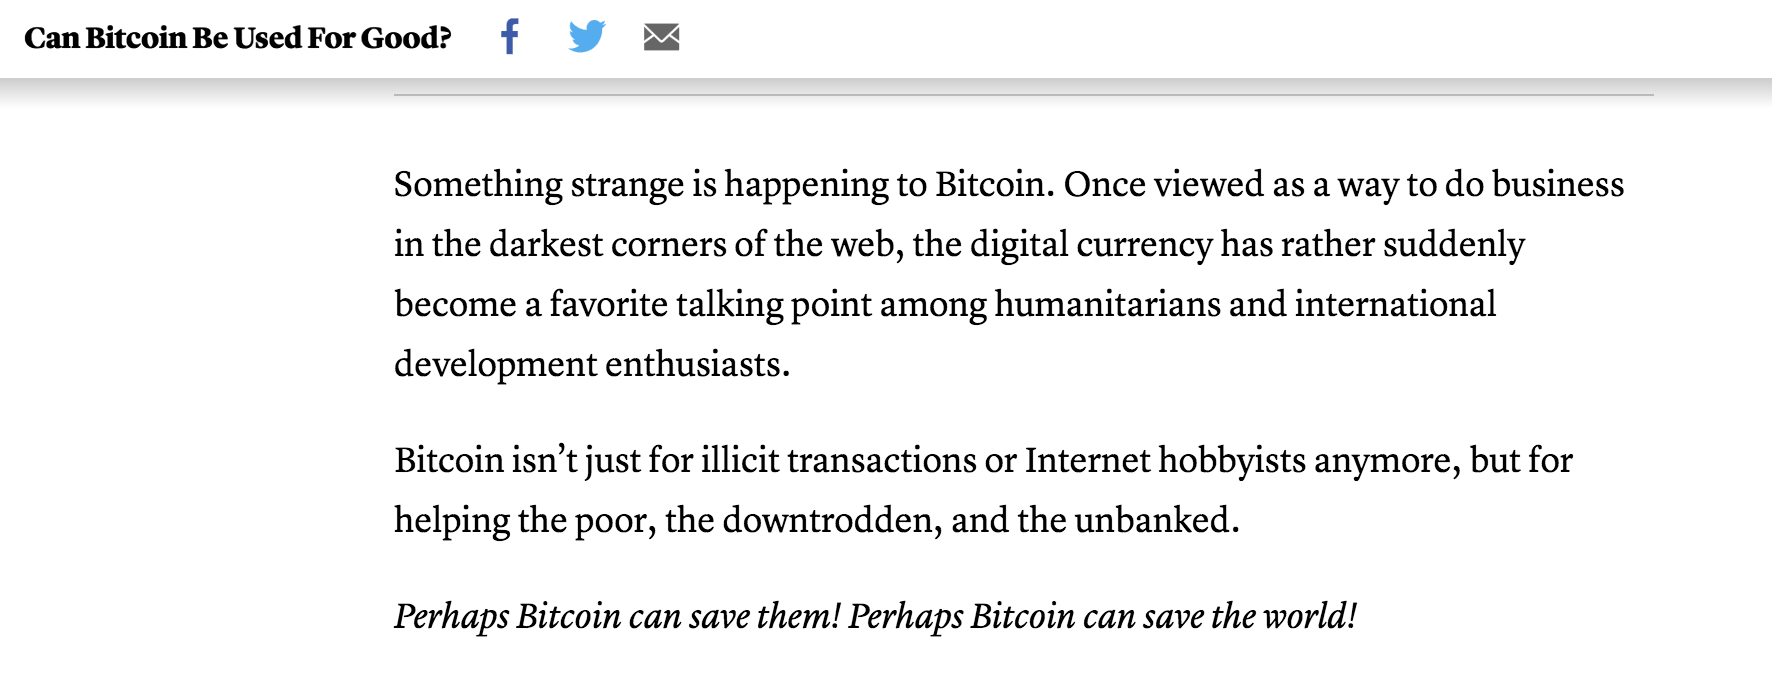 Can Bitcoin Be Used For Good?
Something strange is happening to Bitcoin. Once viewed as a way to do business
in the darkest corners of the web, the digital currency has rather suddenly
become a favorite talking point among humanitarians and international
development enthusiasts.
Bitcoin isn’t just for illicit transactions or Internet hobbyists anymore, but for
helping the poor, the downtrodden, and the unbanked.
Perhaps Bitcoin can save them! Perhaps Bitcoin can save the world!